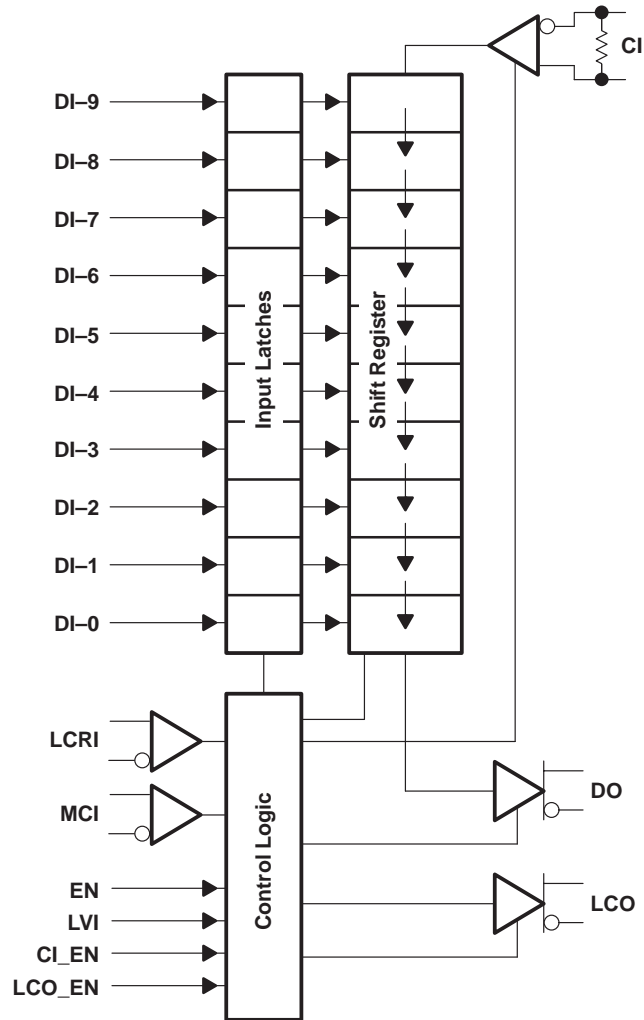 CI
DI–9
DI–8
DI–7
DI–6
DI–5
DI–4
DI–3
DI–2
DI–1
DI–0
Input Latches
Shift Register
LCRI
MCI
EN
LVI
CI_EN
LCO_EN
Control Logic
DO
LCO